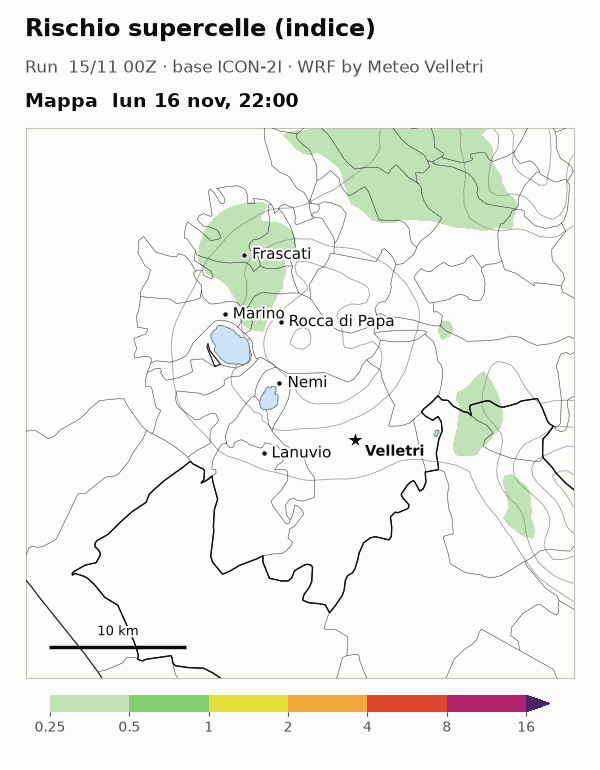 Rischio supercelle (indice)
Run 15/11 00Z · base ICON-2I · WRF by Meteo Velletri
Mappa lun 16 nov, 22:00
Frascati
Marino
Rocca di Papa
Nemi
Velletri
Lanuvio
10 km
0.25 0.5 1 2 4 8 16